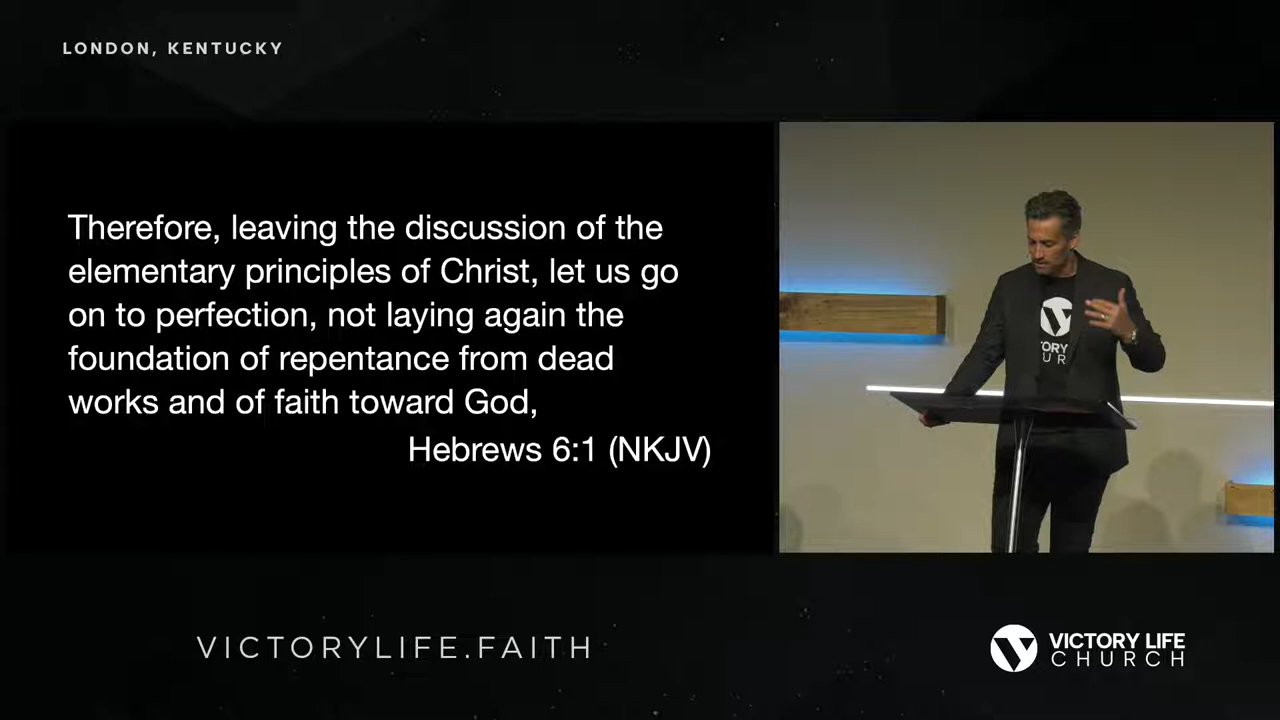 LONDON, KENTUCKY
Therefore, leaving the discussion of the
elementary principles of Christ, let us go
on to perfection, not laying again the
foundation of repentance from dead
works and of faith toward God,
Hebrews 6:1 (NKJV)
TORY
UR
VICTORYLIFE.FAITH
VICTORY LIFE
CHURCH